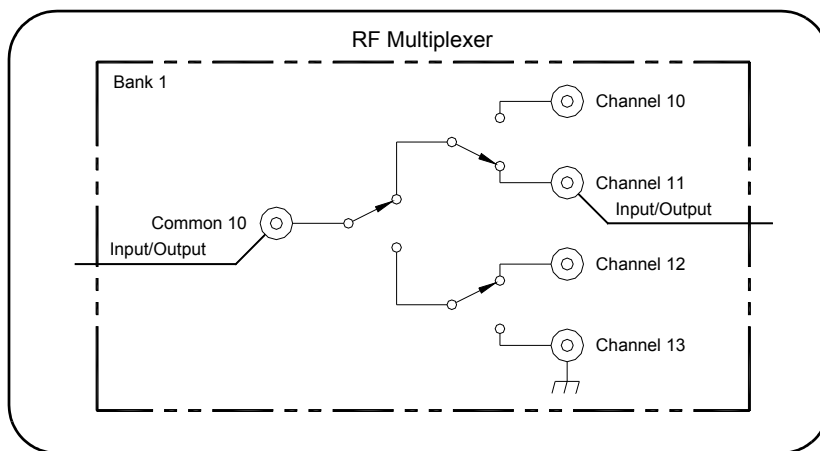 RF Multiplexer
Bank 1
Channel 10
Channel 11
Input/Output
Common 10
Input/Output
Channel 12
Channel 13